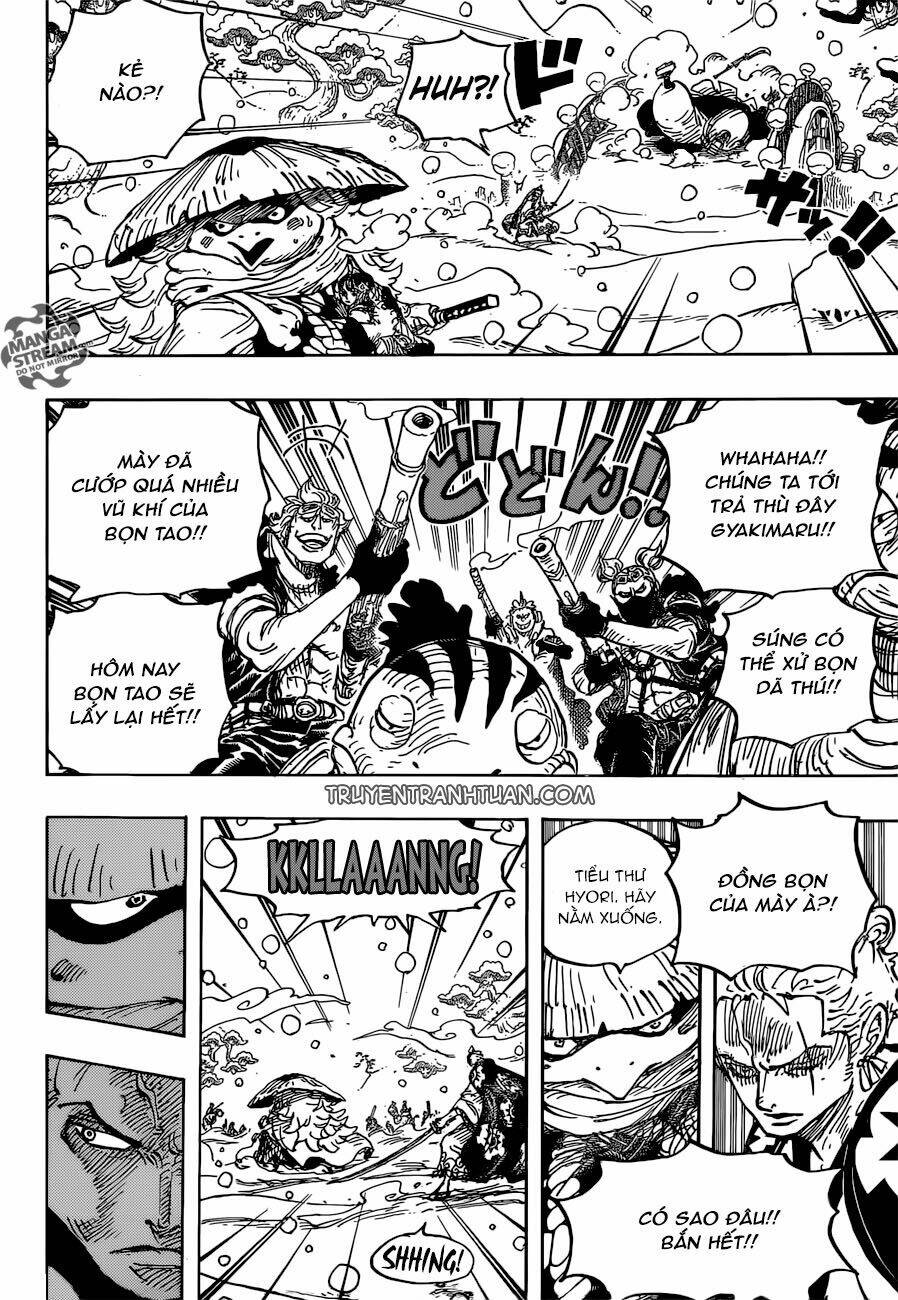 HUH?!
KẺ
NÀO?!
ドド
ザッ!!
MANGA
STREAM.com
DO NOT MIRROR
WHAHAHA!!
CHÚNG TA TỚI
TRẢ THÙ ĐÂY
GYAKIMARU!!
SÚNG CÓ
THỂ XỬ BỌN
DÃ THÚ!!
どどん!!
MÀY ĐÃ
CƯỚP QUÁ NHIỀU
VŨ KHÍ CỦA
BỌN TAO!!
HÔM NAY
BỌN TAO SẼ
LẤY LẠI HẾT!!
TRUYENTRANHTUAN.COM
ĐỒNG BỌN
CỦA MÀY À?!
TIỂU THƯ
HYORI, HÃY
NẰM XUỐNG.
CÓ SAO ĐÂU!!
BẮN HẾT!!
KKLLAAANNG!
SHHING!